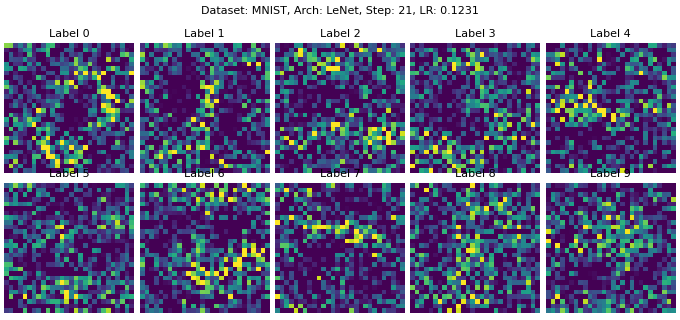 Dataset: MNIST, Arch: LeNet, Step: 21, LR: 0.1231
Label 0 Label 1 Label 2 Label 3 Label 4
Label 5 Label 6 Label 7 Label 8 Label 9